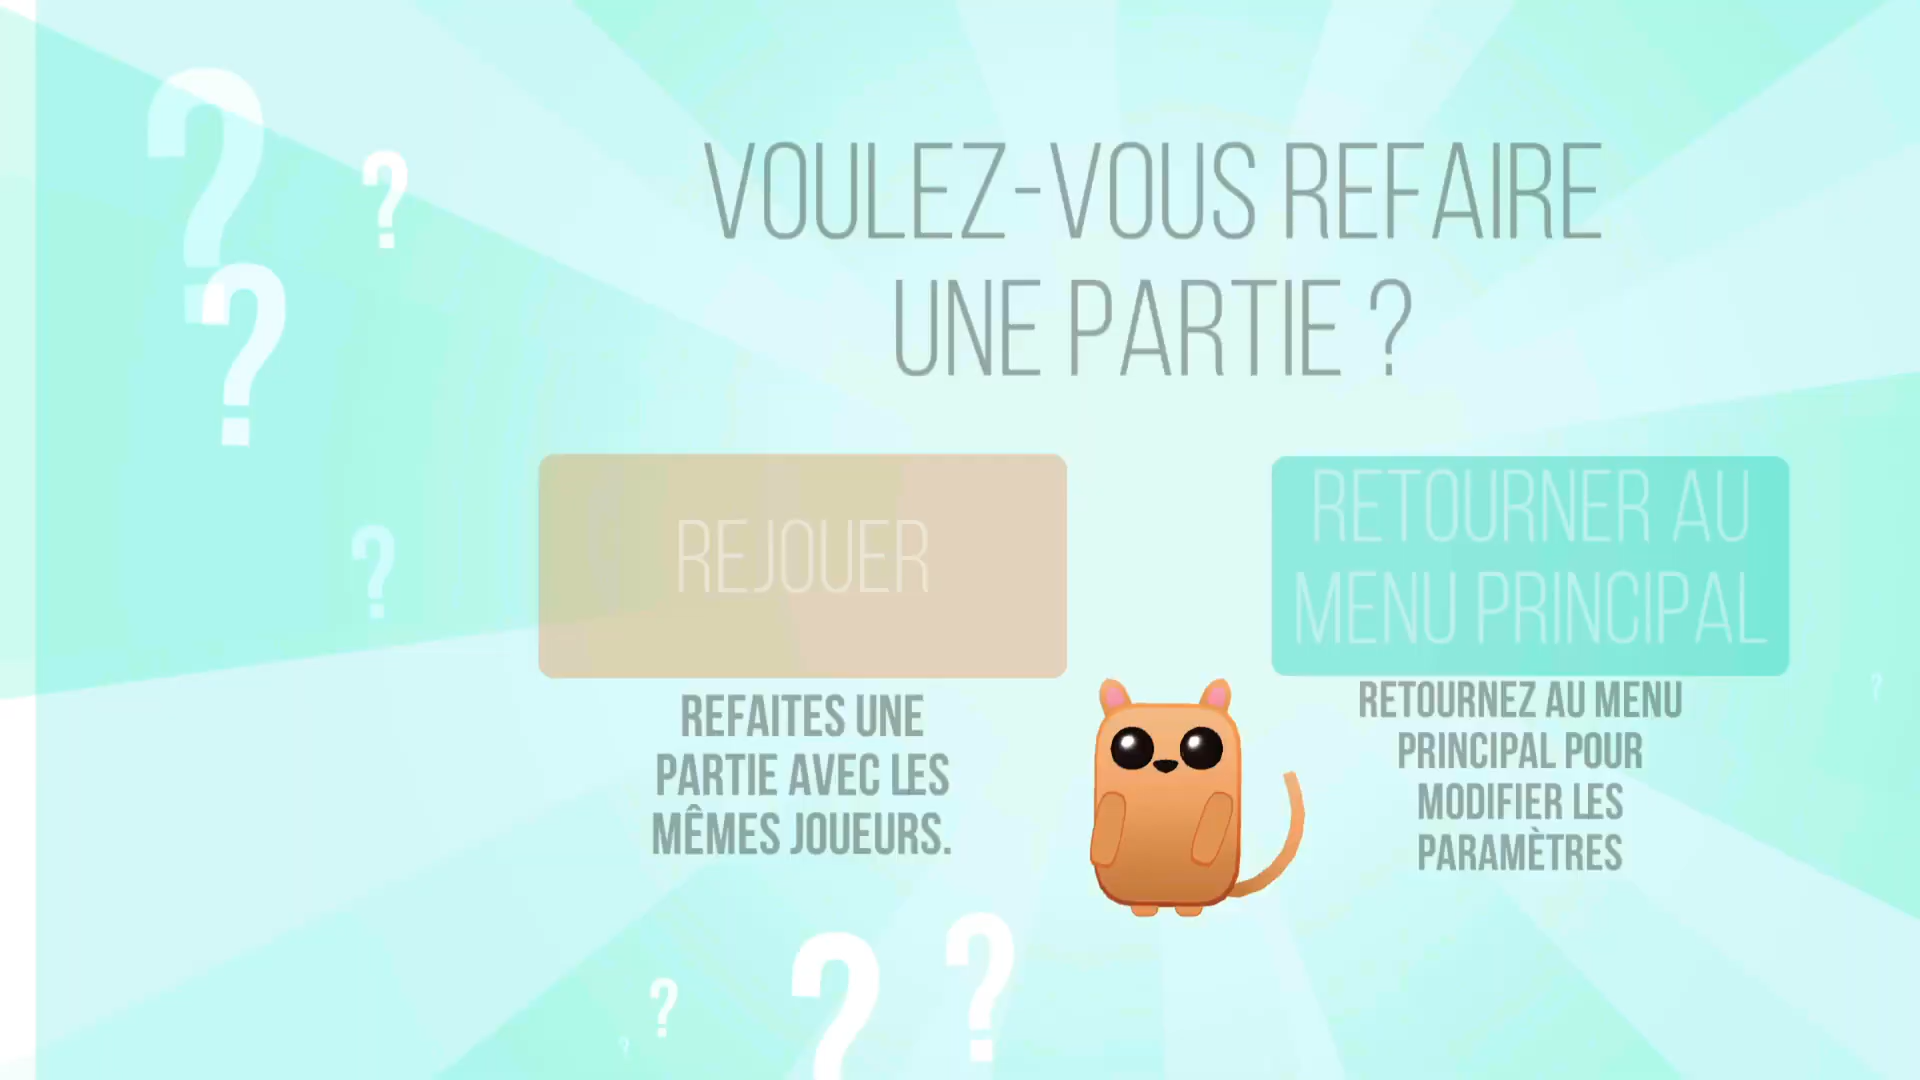 VOULEZ-VOUS REFAIRE
UNE PARTIE ?
REJOUER
REFAITES UNE
PARTIE AVEC LES
MÊMES JOUEURS.
RETOURNER AU
MENU PRINCIPAL
RETOURNEZ AU MENU
PRINCIPAL POUR
MODIFIER LES
PARAMÈTRES